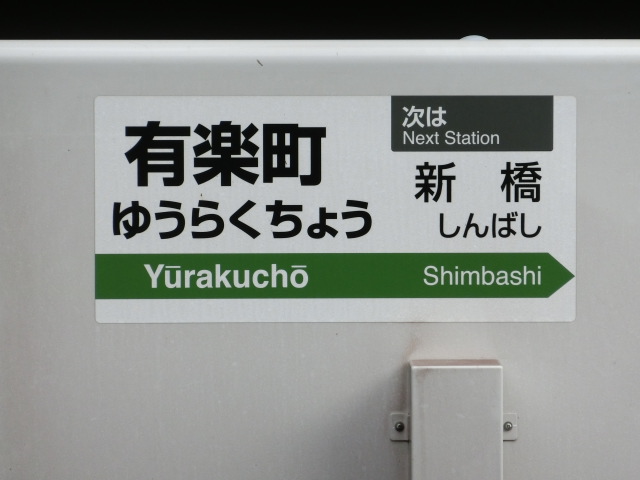 有楽町
ゆうらくちょう
Yūrakuchō
次は
Next Station
新 橋
しんばし
Shimbashi